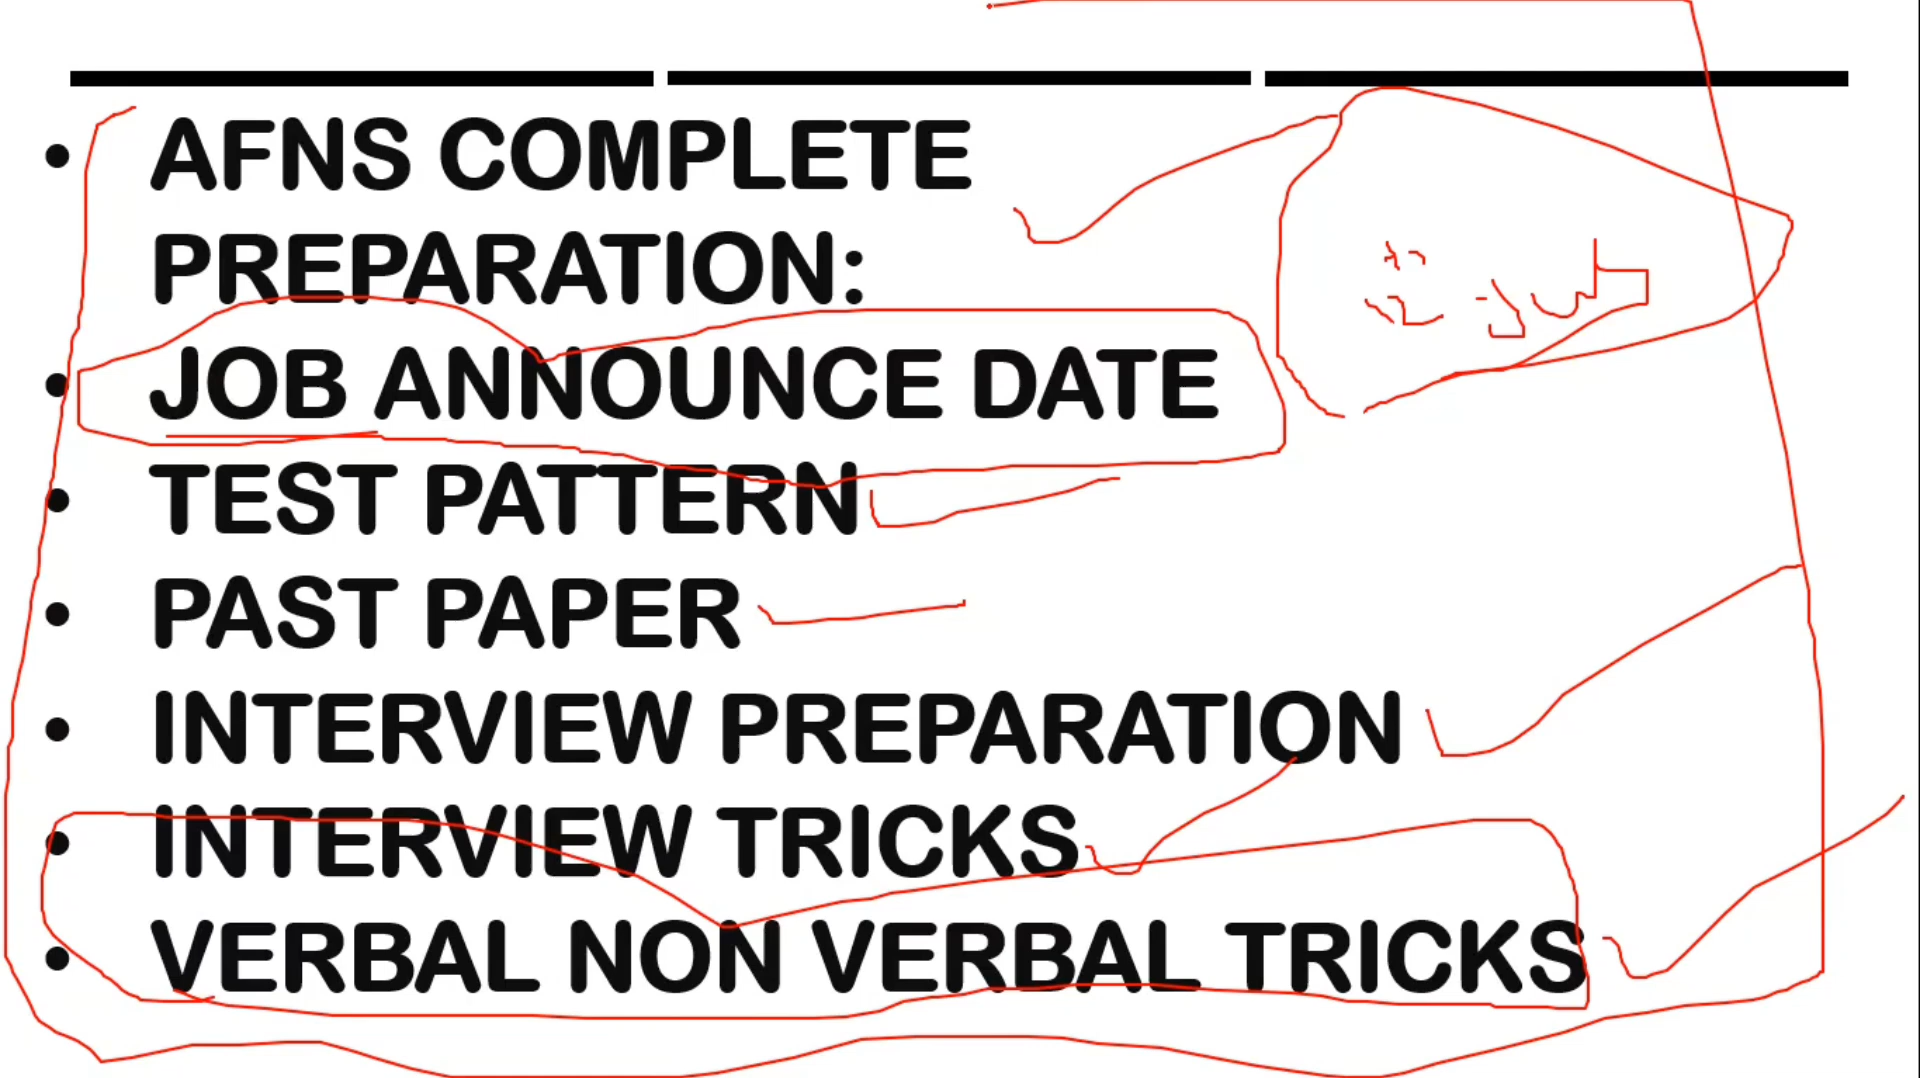 • AFNS COMPLETE
PREPARATION:
• JOB ANNOUNCE DATE
• TEST PATTERN
• PAST PAPER
• INTERVIEW PREPARATION
• INTERVIEW TRICKS
• VERBAL NON VERBAL TRICKS